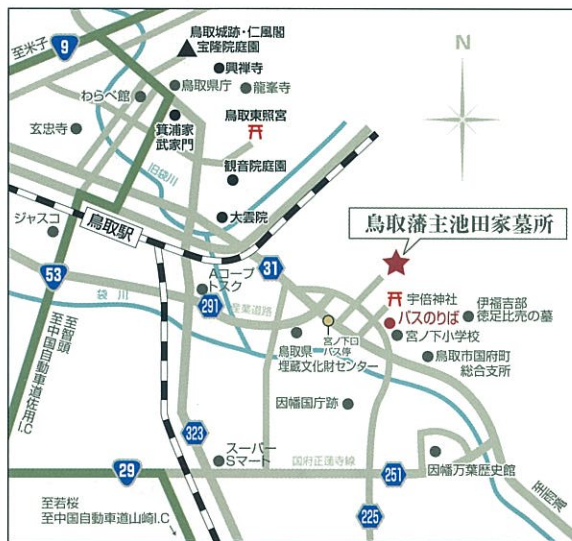 至米子
9
鳥取城跡・仁風閣
宝隆院庭園
興禅寺
鳥取県庁
龍峯寺
わらべ館
鳥取東照宮
玄忠寺
箕浦家
武家門
観音院庭園
旧袋川
大雲院
N
鳥取駅
ジャスコ
鳥取藩主池田家墓所
53
Aコープ
トスク
31
291
袋川
産業道路
宇倍神社
バスのりば
伊福吉部
徳足比売の墓
宮ノ下小学校
宮ノ下口
バス停
鳥取県
埋蔵文化財センター
鳥取市国府町
総合支所
至智頭
至中国自動車道佐用I.C
因幡国庁跡
323
スーパー
Sマート
国府正蓮寺線
29
251
因幡万葉歴史館
225
至若桜
至中国自動車道山崎I.C